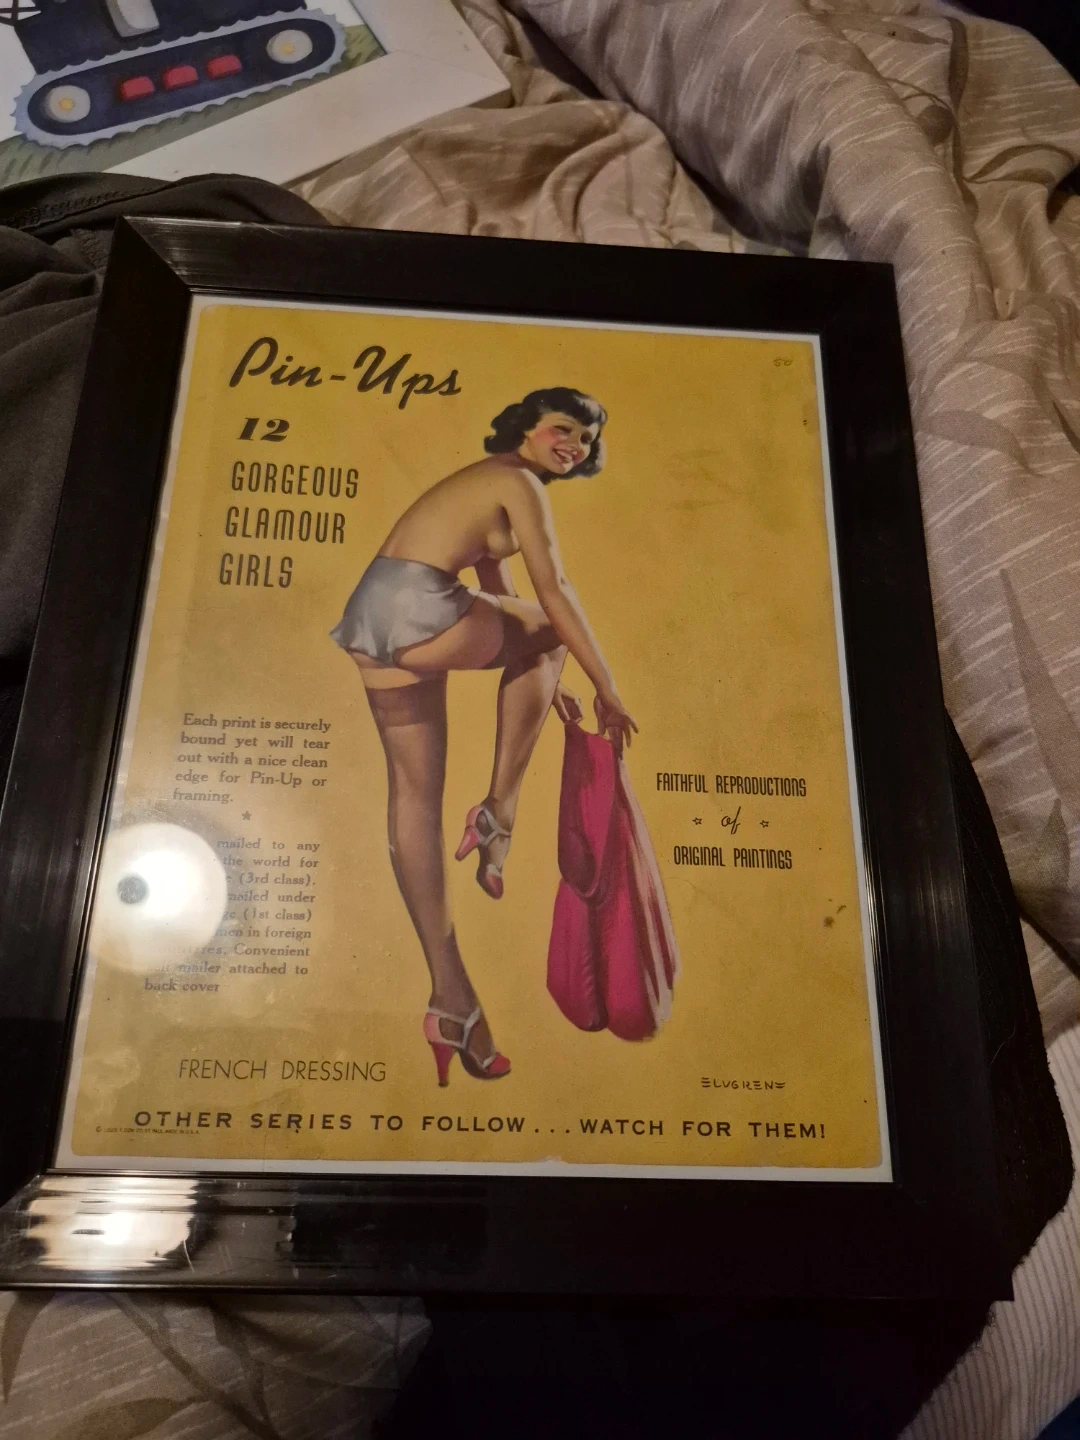 Pin-Ups
50
12
GORGEOUS
GLAMOUR
GIRLS
Each print is securely
bound yet will tear
out with a nice clean
edge for Pin-Up or
framing.
mailed to any
the world for
(3rd class).
mailed under
(1st class)
men in foreign
Convenient
mailer attached to
back cover
FAITHFUL REPRODUCTIONS
of
ORIGINAL PAINTINGS
FRENCH DRESSING
ELVGREN
OTHER SERIES TO FOLLOW... WATCH FOR THEM!